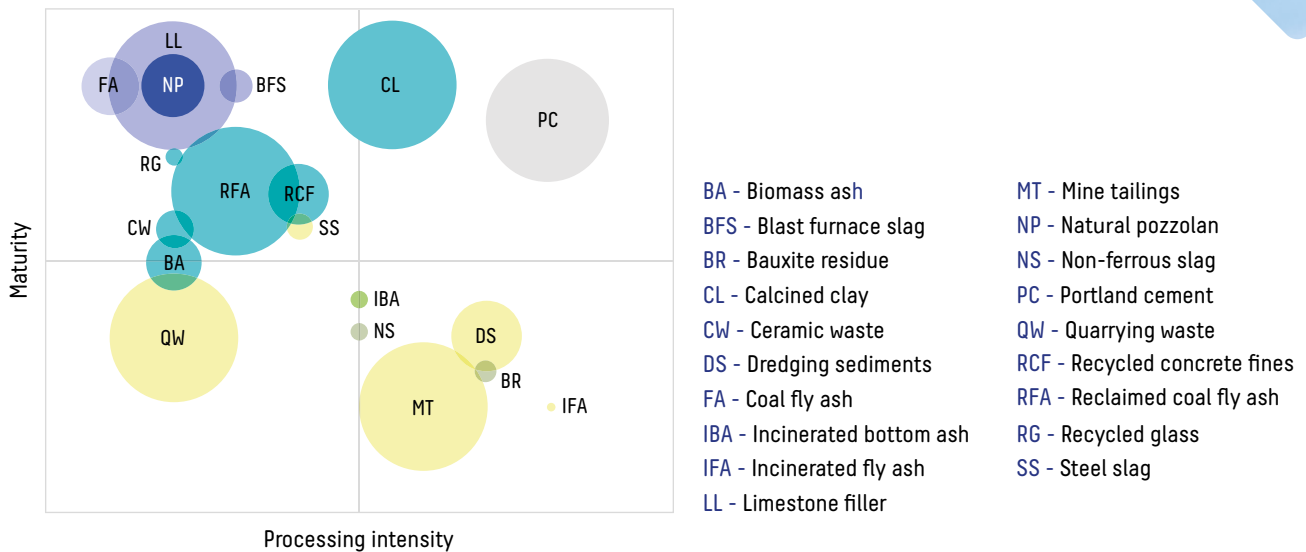 LL
FA
NP
BFS
CL
PC
RG
RFA
RCF
CW
SS
BA
QW
IBA
NS
DS
BR
MT
IFA
Maturity
Processing intensity
BA - Biomass ash
BFS - Blast furnace slag
BR - Bauxite residue
CL - Calcined clay
CW - Ceramic waste
DS - Dredging sediments
FA - Coal fly ash
IBA - Incinerated bottom ash
IFA - Incinerated fly ash
LL - Limestone filler
MT - Mine tailings
NP - Natural pozzolan
NS - Non-ferrous slag
PC - Portland cement
QW - Quarrying waste
RCF - Recycled concrete fines
RFA - Reclaimed coal fly ash
RG - Recycled glass
SS - Steel slag